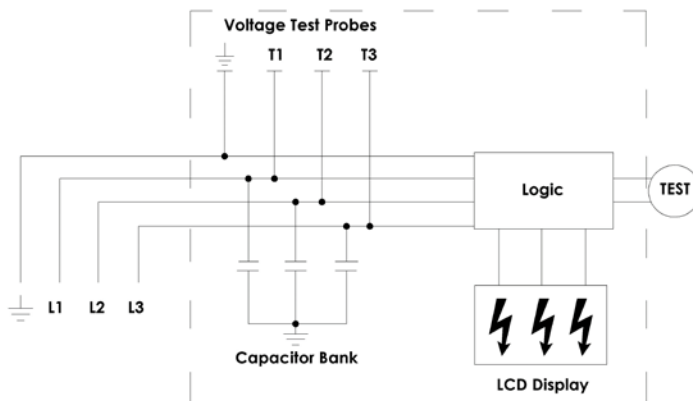 Voltage Test Probes
T1 T2 T3
Logic
TEST
L1 L2 L3
Capacitor Bank
LCD Display